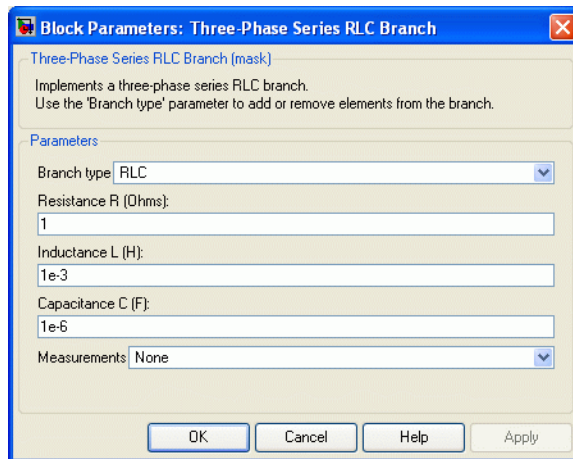 Block Parameters: Three-Phase Series RLC Branch
Three-Phase Series RLC Branch (mask)
Implements a three-phase series RLC branch.
Use the 'Branch type' parameter to add or remove elements from the branch.
Parameters
Branch type RLC
Resistance R (Ohms):
1
Inductance L (H):
1e-3
Capacitance C (F):
1e-6
Measurements None
OK Cancel Help Apply